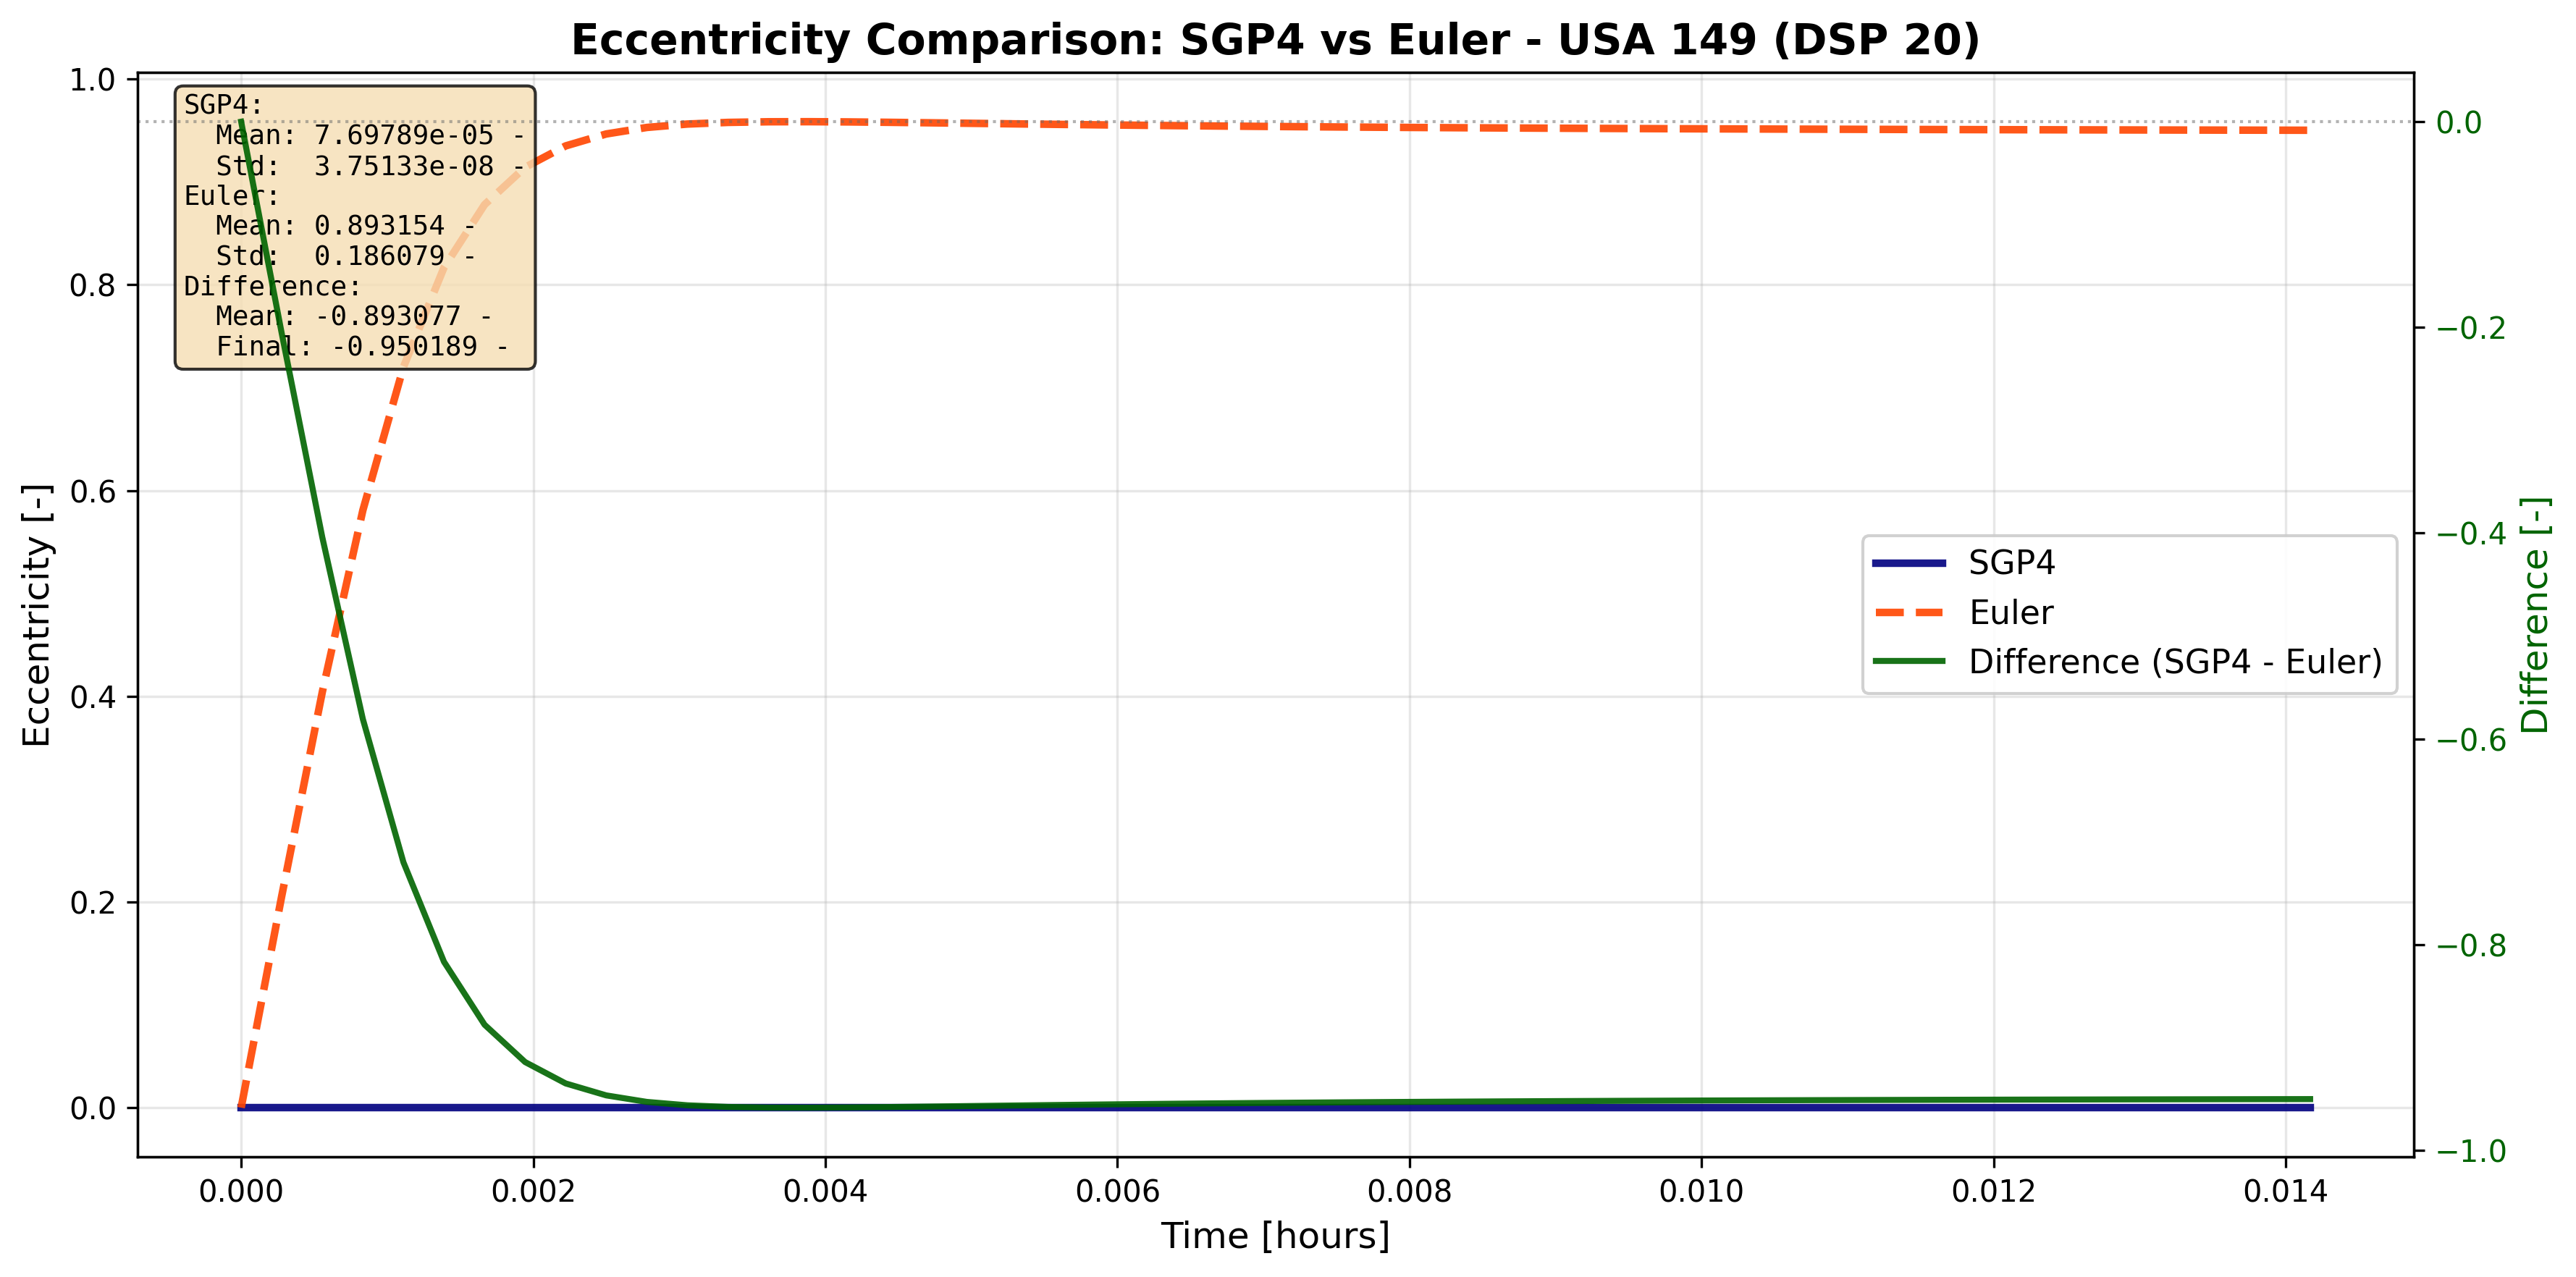 Eccentricity Comparison: SGP4 vs Euler - USA 149 (DSP 20)
SGP4:
Mean: 7.69789e-05 -
Std: 3.75133e-08 -
Euler:
Mean: 0.893154 -
Std: 0.186079 -
Difference:
Mean: -0.893077 -
Final: -0.950189 -
Eccentricity [-]
1.0
0.8
0.6
0.4
0.2
0.0
SGP4
Euler
Difference (SGP4 - Euler)
0.0
−0.2
−0.4
−0.6
−0.8
−1.0
Difference [-]
0.000 0.002 0.004 0.006 0.008 0.010 0.012 0.014
Time [hours]